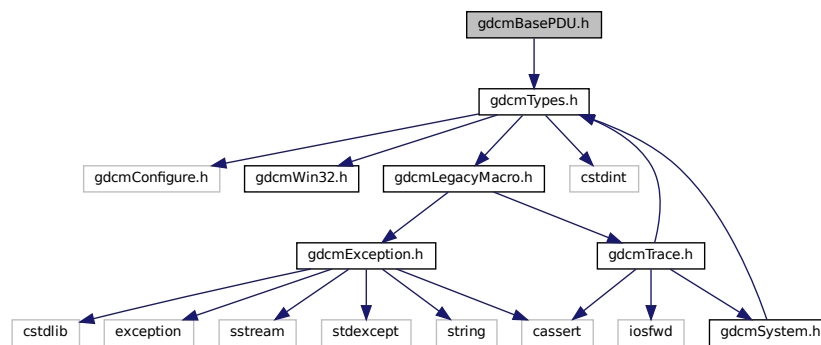 gdcmBasePDU.h
gdcmTypes.h
gdcmConfigure.h
gdcmWin32.h
gdcmLegacyMacro.h
cstdint
gdcmException.h
gdcmTrace.h
cstdlib
exception
sstream
stdexcept
string
cassert
iosfwd
gdcmSystem.h